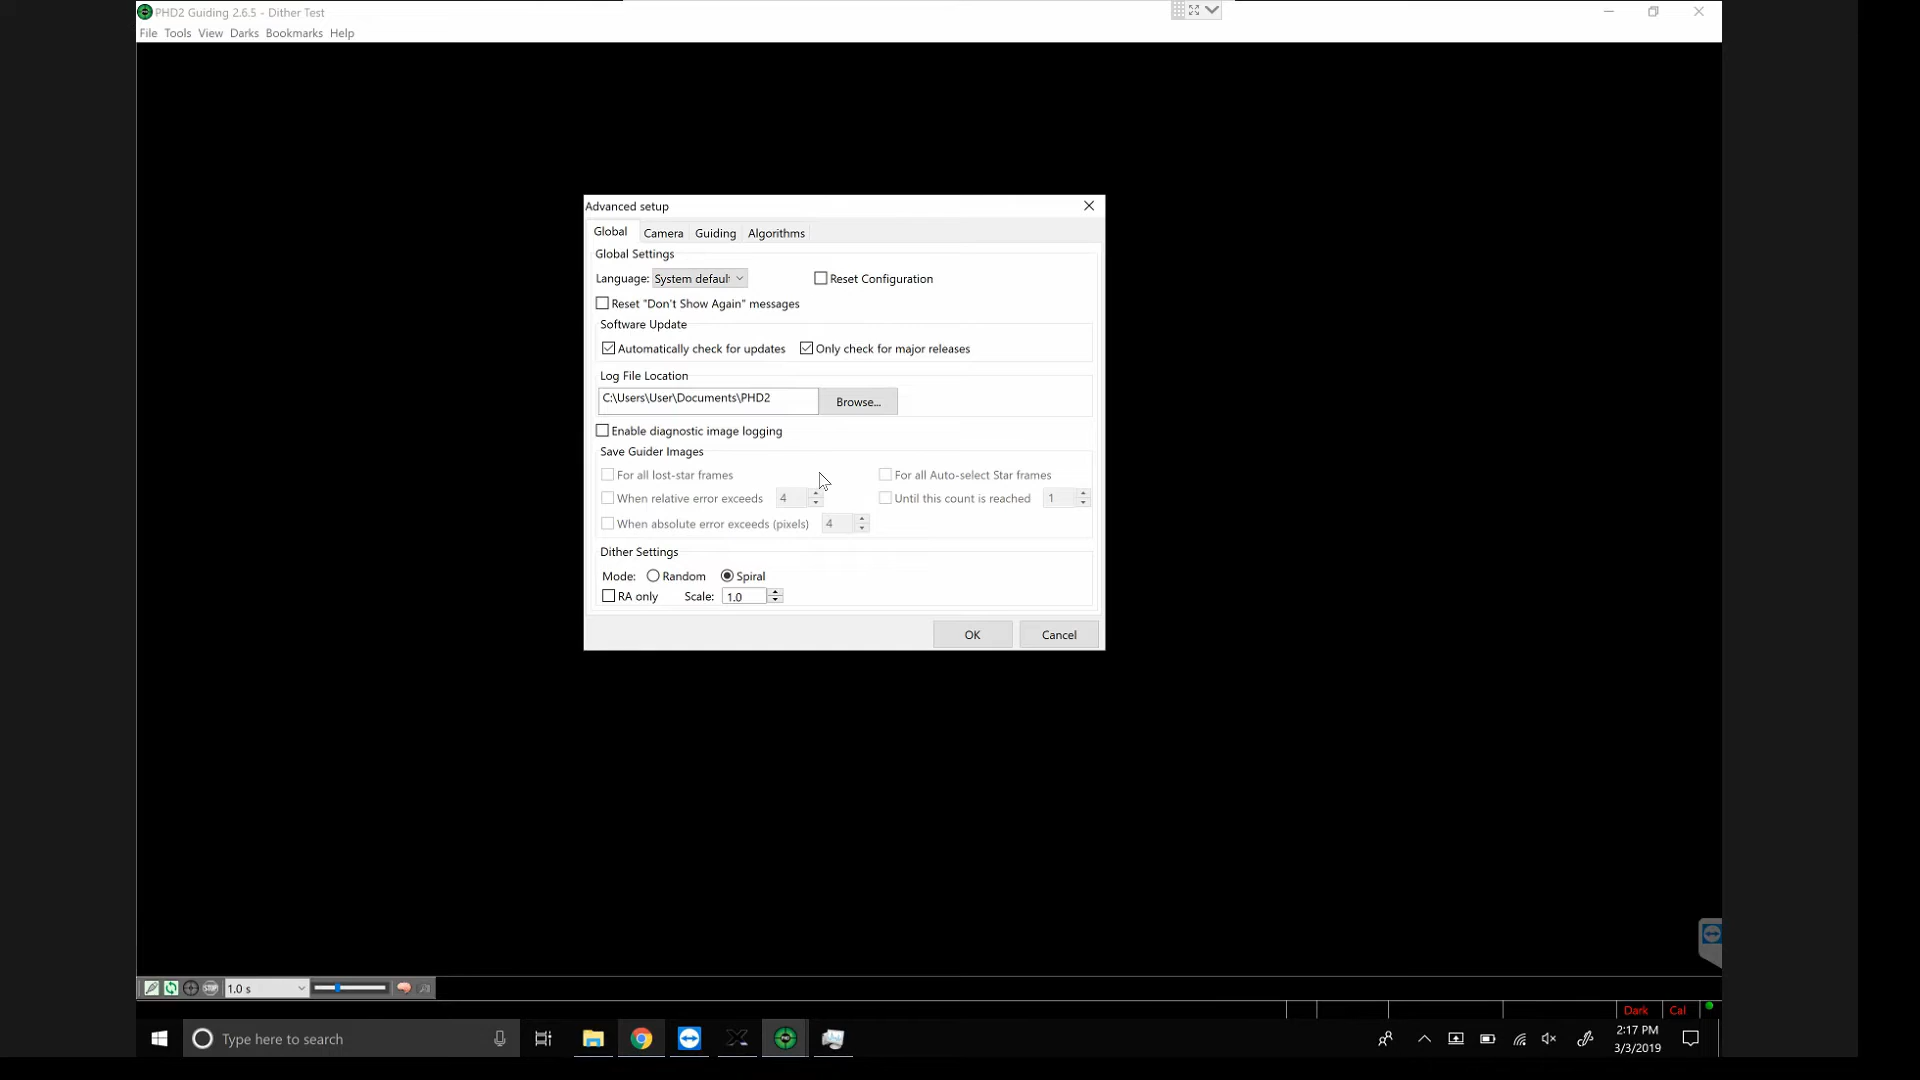 PHD2 Guiding 2.6.5 - Dither Test
File Tools View Darks Bookmarks Help
Advanced setup
Global Camera Guiding Algorithms
Global Settings
Language: System defaul Reset Configuration
Reset "Don't Show Again" messages
Software Update
Automatically check for updates Only check for major releases
Log File Location
C:\Users\User\Documents\PHD2 Browse...
Enable diagnostic image logging
Save Guider Images
For all lost-star frames For all Auto-select Star frames
When relative error exceeds 4 Until this count is reached 1
When absolute error exceeds (pixels) 4
Dither Settings
Mode: Random Spiral
RA only Scale: 1.0
OK Cancel
STOP 1.0 s
Dark Cal
Type here to search
2:17 PM
3/3/2019